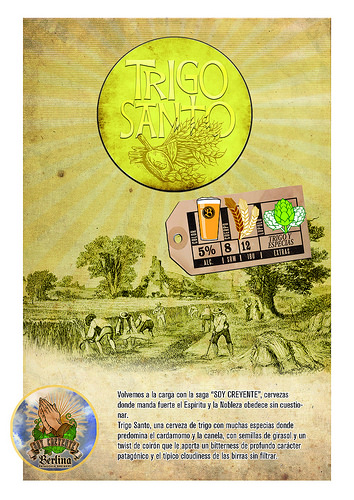 TRIGO
SANTO
5% 8 12
TRIGO Y
ESPECIAS
ALC. SRM IBU EXTRAS
Volvemos a la carga con la saga "SOY CREYENTE", cervezas
donde manda fuerte el Espíritu y la Nobleza obedece sin cuestio-
nar.
Trigo Santo, una cerveza de trigo con muchas especias donde
predomina el cardamomo y la canela, con semillas de girasol y un
twist de coirón que le aporta un bitterness de profundo carácter
patagónico y el típico cloudiness de las birras sin filtrar.
SOY CREYENTE
Berlina